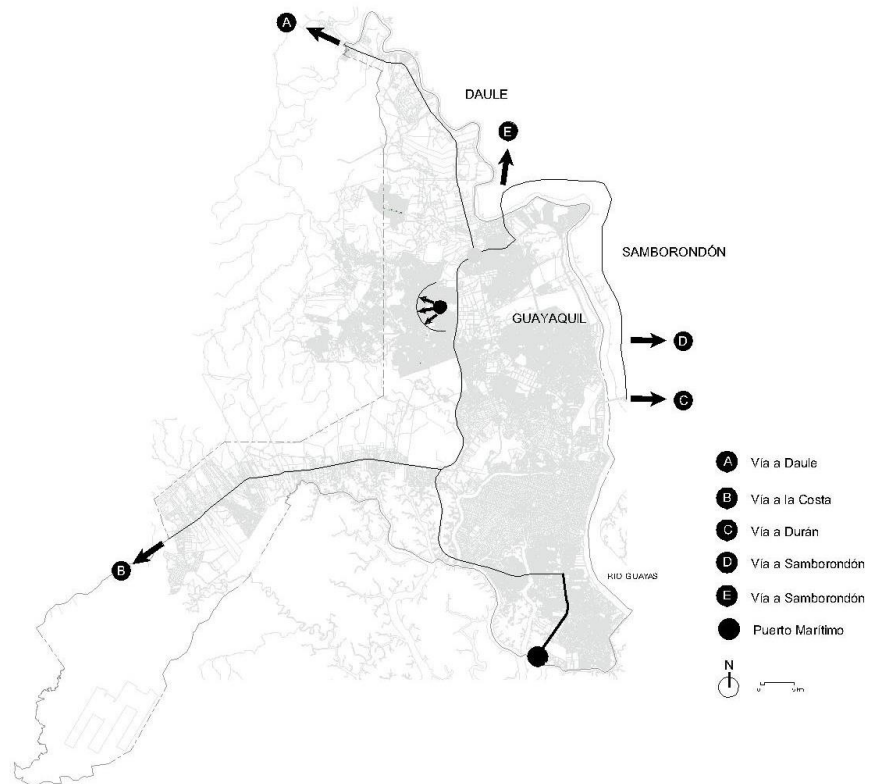 A
DAULE
E
SAMBORONDÓN
GUAYAQUIL
D
C
B
RIO GUAYAS
A Vía a Daule
B Vía a la Costa
C Vía a Durán
D Vía a Samborondón
E Vía a Samborondón
Puerto Marítimo
N